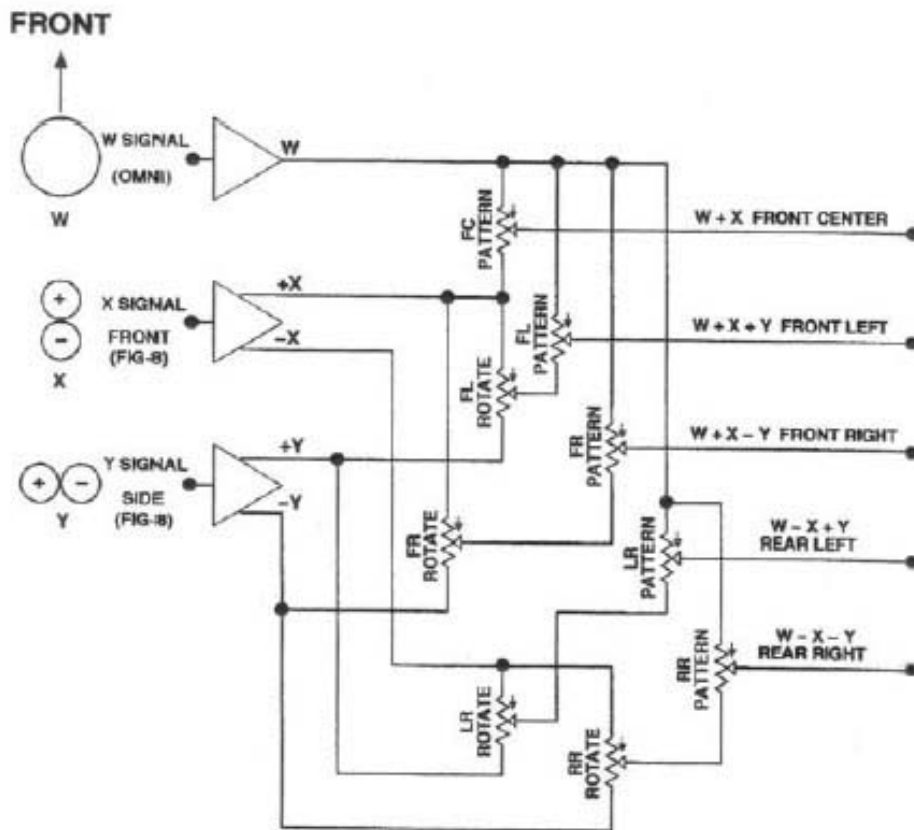 FRONT
W SIGNAL
(OMNI)
W
W
FC
PATTERN
W + X FRONT CENTER
+
-
X
X SIGNAL
FRONT
(FIG-8)
+X
-X
FL
PATTERN
W + X + Y FRONT LEFT
FL
ROTATE
FR
PATTERN
W + X - Y FRONT RIGHT
+ -
Y
Y SIGNAL
SIDE
(FIG-8)
+Y
-Y
FR
ROTATE
LR
PATTERN
W - X + Y
REAR LEFT
RR
PATTERN
W - X - Y
REAR RIGHT
LR
ROTATE
RR
ROTATE